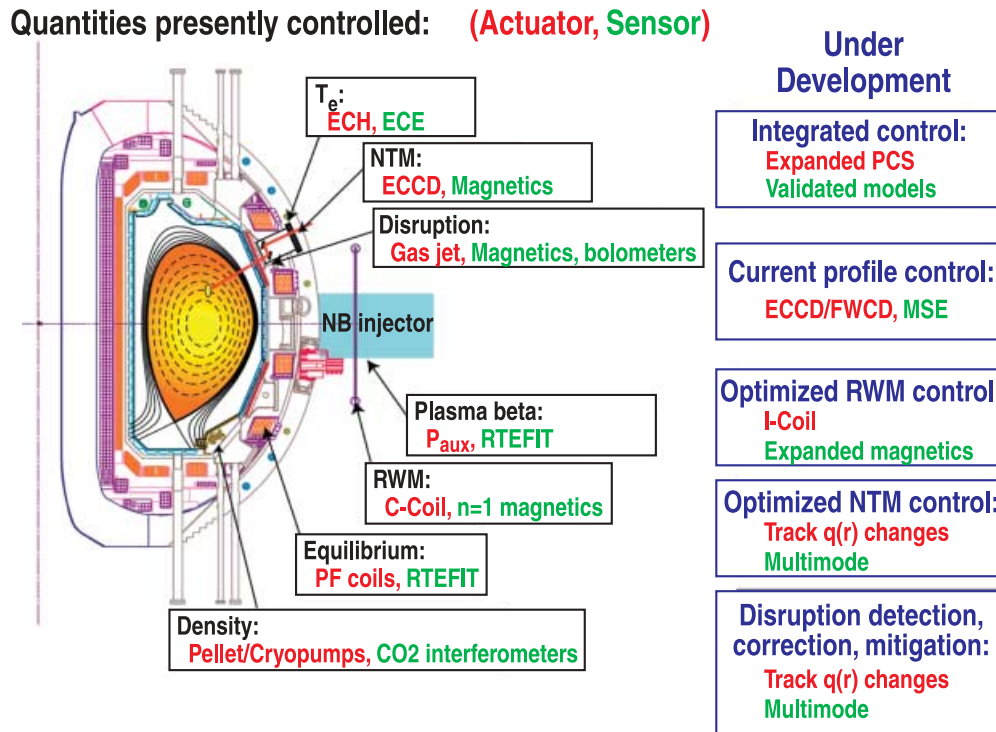 Quantities presently controlled: (Actuator, Sensor)
Te:
ECH, ECE
NTM:
ECCD, Magnetics
Disruption:
Gas jet, Magnetics, bolometers
NB injector
Plasma beta:
Paux, RTEFIT
RWM:
C-Coil, n=1 magnetics
Equilibrium:
PF coils, RTEFIT
Density:
Pellet/Cryopumps, CO2 interferometers
Under
Development
Integrated control:
Expanded PCS
Validated models
Current profile control:
ECCD/FWCD, MSE
Optimized RWM control
I-Coil
Expanded magnetics
Optimized NTM control:
Track q(r) changes
Multimode
Disruption detection,
correction, mitigation:
Track q(r) changes
Multimode